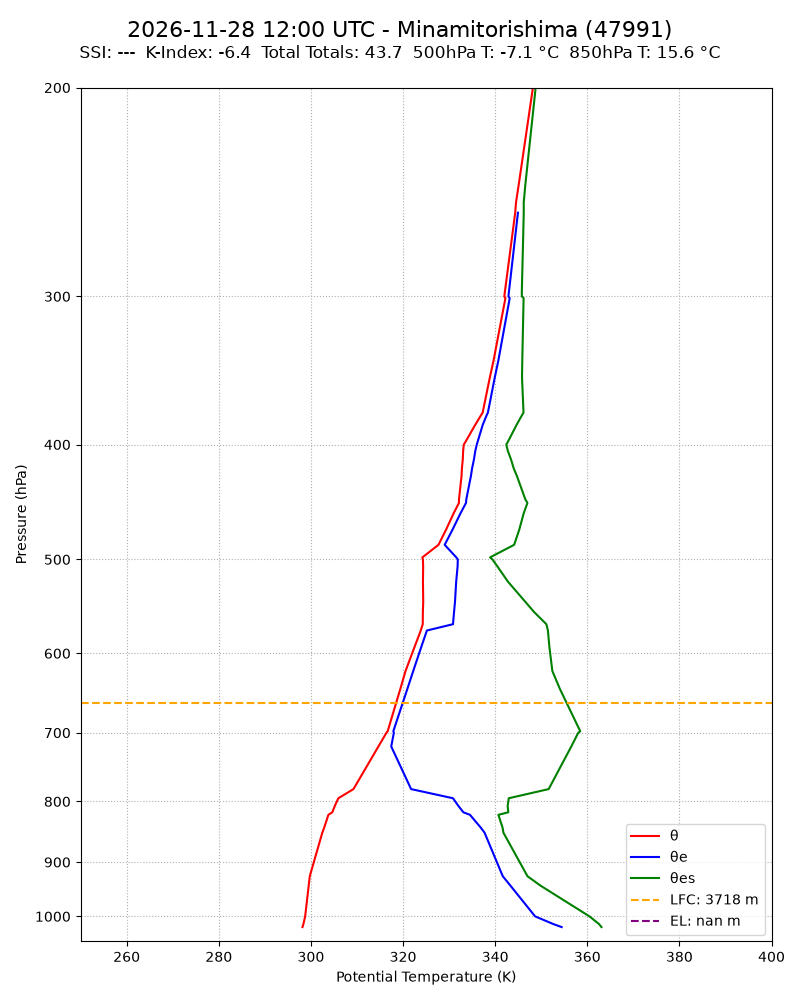 2026-11-28 12:00 UTC - Minamitorishima (47991)
SSI: ---  K-Index: -6.4  Total Totals: 43.7  500hPa T: -7.1 °C  850hPa T: 15.6 °C
200
300
400
500
600
700
800
900
1000
Pressure (hPa)
θ
θe
θes
LFC: 3718 m
EL: nan m
260
280
300
320
340
360
380
400
Potential Temperature (K)